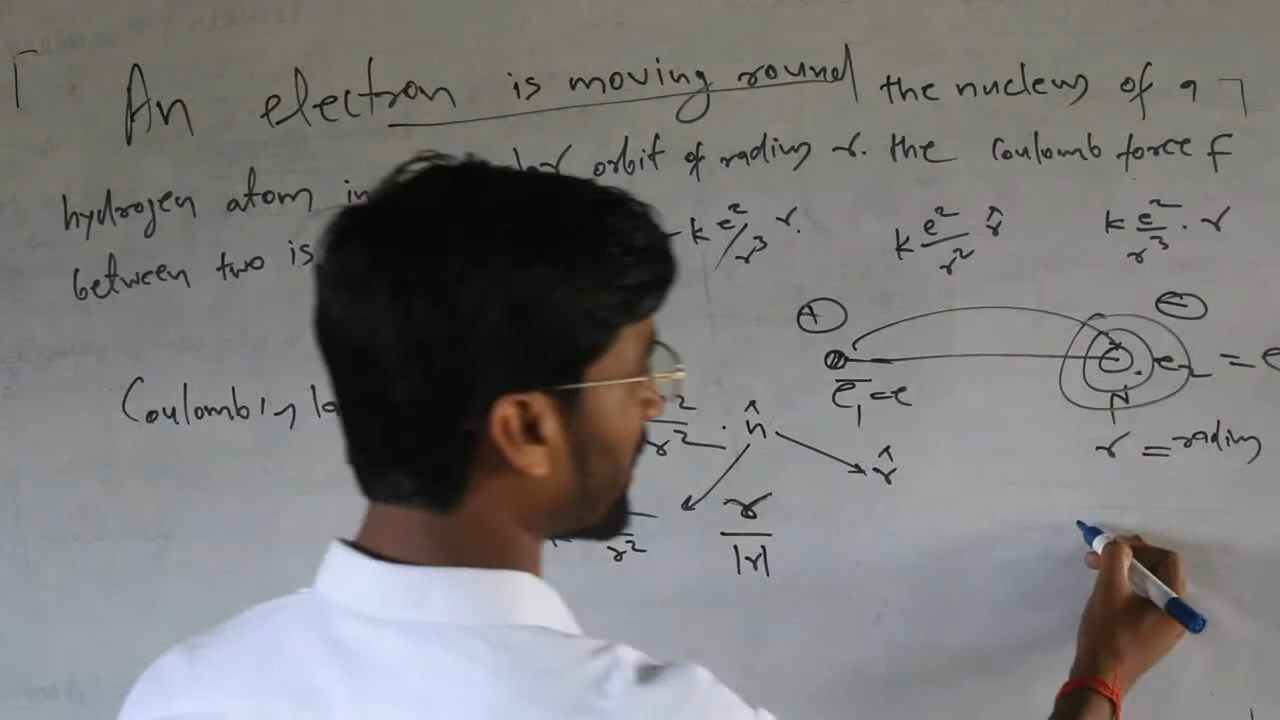 An electron is moving round the nucleus of a
hydrogen atom in orbit of radius r. the Coulomb force F
between two is
-k e²/r³ r. k e²/r² r̂ k e²/r³ . r
+ -
e₁ = e e₂ = e
N
r = radius
Coulomb's la
² / r² . n̂ r̂
r² r/|r|